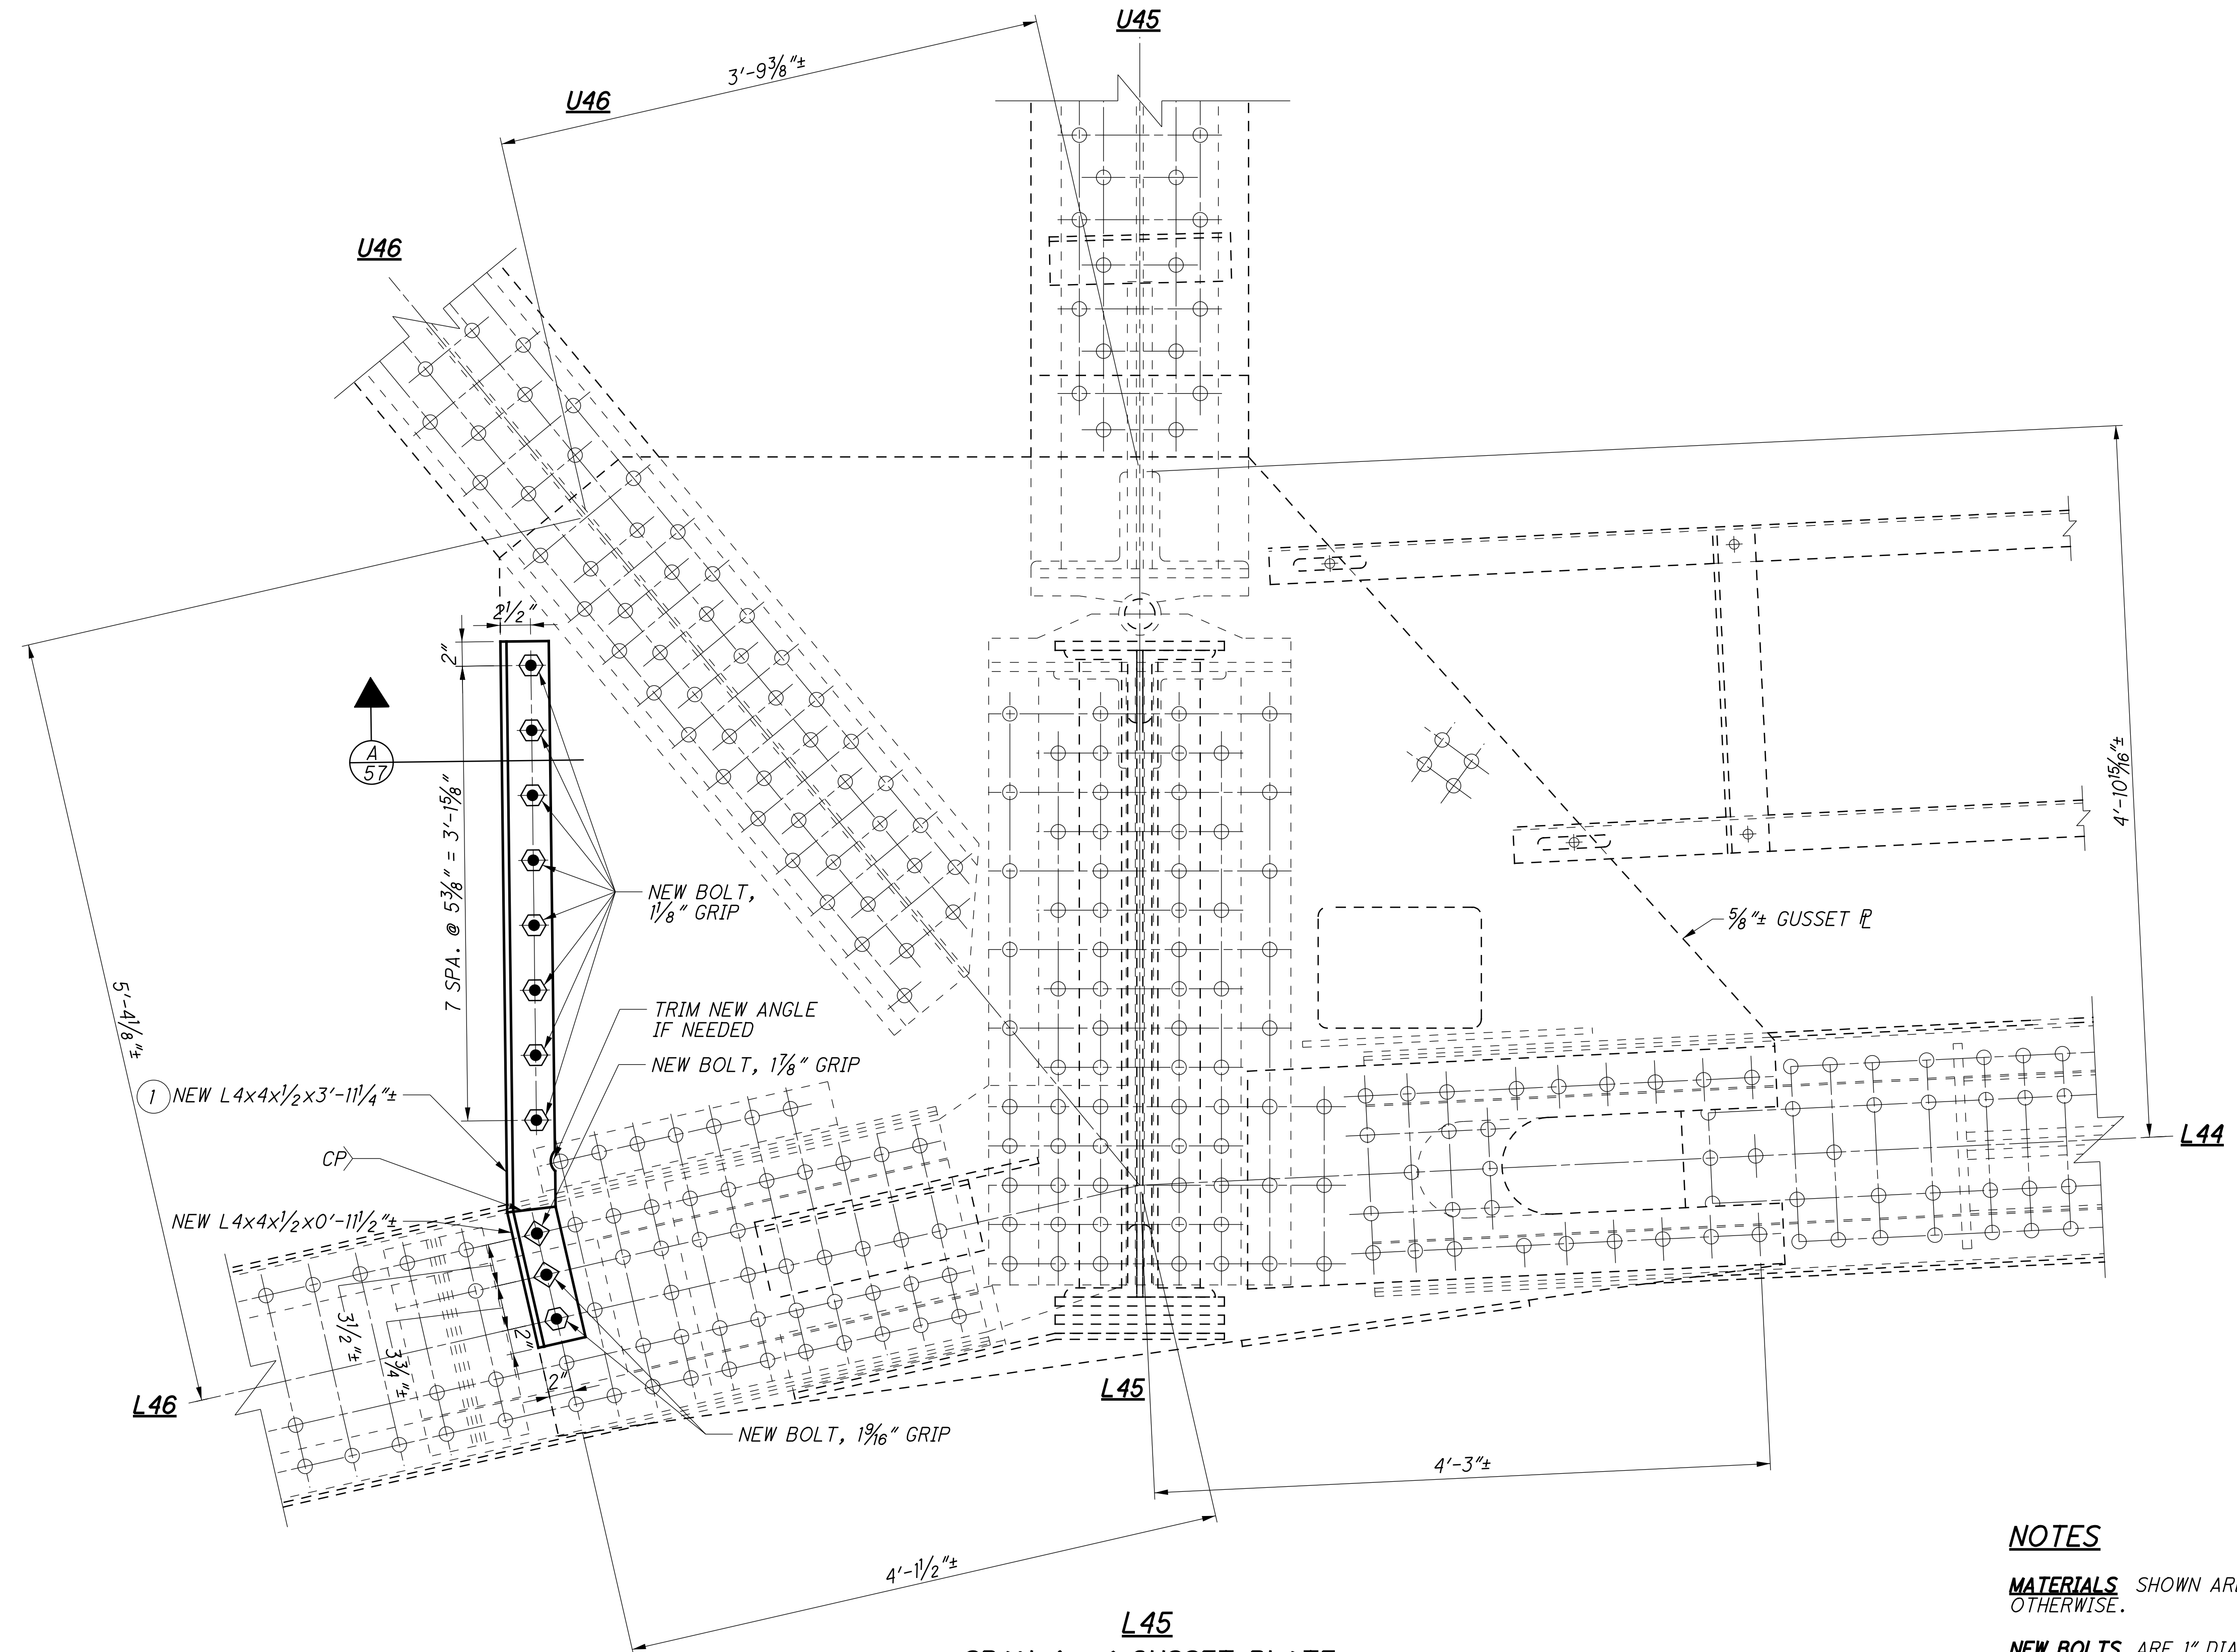 U45
3'-9⅜"±
U46
U46
2½"
2"
A
57
7 SPA. @ 5⅜" = 3'-1⅝"
NEW BOLT,
1⅛" GRIP
4'-10 15/16"±
⅝"± GUSSET ⅊
5'-4⅛"±
TRIM NEW ANGLE
IF NEEDED
NEW BOLT, 1⅞" GRIP
1 NEW L4x4x½x3'-11¼"±
L44
CP
NEW L4x4x½x0'-11½"±
3½"±
3¾"±
2"
2"
L46
L45
NEW BOLT, 1 9/16" GRIP
4'-3"±
4'-1½"±
NOTES
MATERIALS SHOWN
OTHERWISE.
L45
GUSSET PLATE
NEW BOLTS ARE 1" DIA